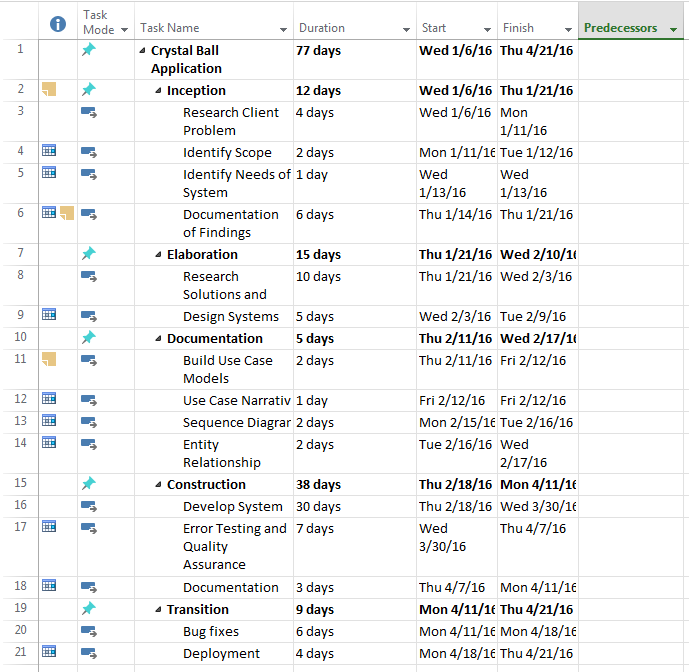 Task Mode Task Name Duration Start Finish Predecessors
1 Crystal Ball Application 77 days Wed 1/6/16 Thu 4/21/16
2 Inception 12 days Wed 1/6/16 Thu 1/21/16
3 Research Client Problem 4 days Wed 1/6/16 Mon 1/11/16
4 Identify Scope 2 days Mon 1/11/16 Tue 1/12/16
5 Identify Needs of System 1 day Wed 1/13/16 Wed 1/13/16
6 Documentation of Findings 6 days Thu 1/14/16 Thu 1/21/16
7 Elaboration 15 days Thu 1/21/16 Wed 2/10/16
8 Research Solutions and 10 days Thu 1/21/16 Wed 2/3/16
9 Design Systems 5 days Wed 2/3/16 Tue 2/9/16
10 Documentation 5 days Thu 2/11/16 Wed 2/17/16
11 Build Use Case Models 2 days Thu 2/11/16 Fri 2/12/16
12 Use Case Narrativ 1 day Fri 2/12/16 Fri 2/12/16
13 Sequence Diagrar 2 days Mon 2/15/16 Tue 2/16/16
14 Entity Relationship 2 days Tue 2/16/16 Wed 2/17/16
15 Construction 38 days Thu 2/18/16 Mon 4/11/16
16 Develop System 30 days Thu 2/18/16 Wed 3/30/16
17 Error Testing and Quality Assurance 7 days Wed 3/30/16 Thu 4/7/16
18 Documentation 3 days Thu 4/7/16 Mon 4/11/16
19 Transition 9 days Mon 4/11/16 Thu 4/21/16
20 Bug fixes 6 days Mon 4/11/16 Mon 4/18/16
21 Deployment 4 days Mon 4/18/16 Thu 4/21/16